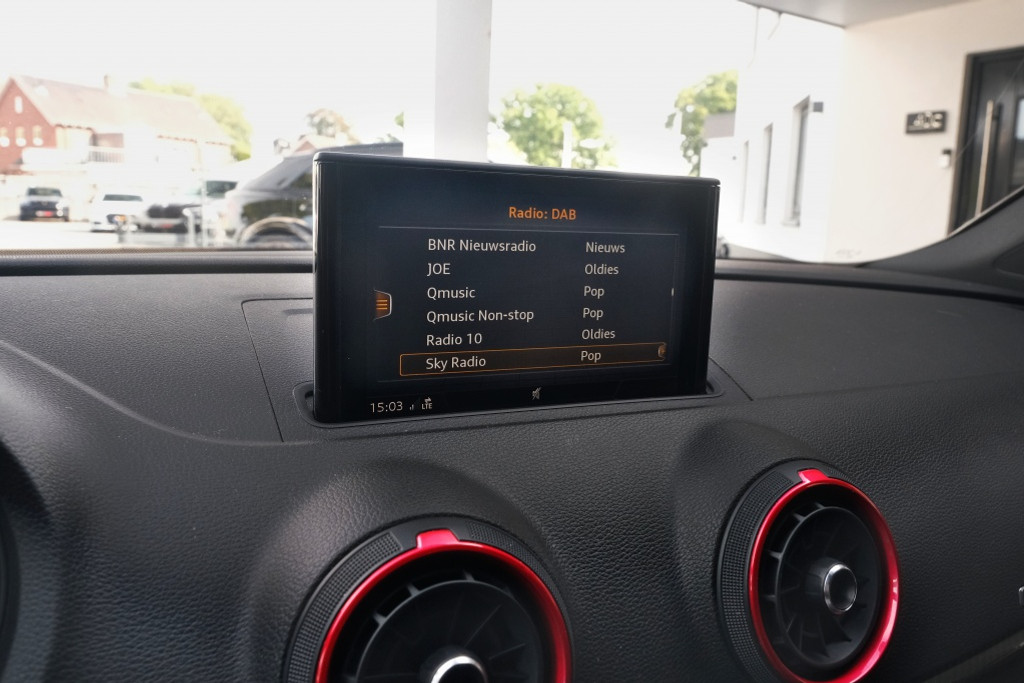 Radio: DAB
BNR Nieuwsradio Nieuws
JOE Oldies
Qmusic Pop
Qmusic Non-stop Pop
Radio 10 Oldies
Sky Radio Pop
15:03 LTE